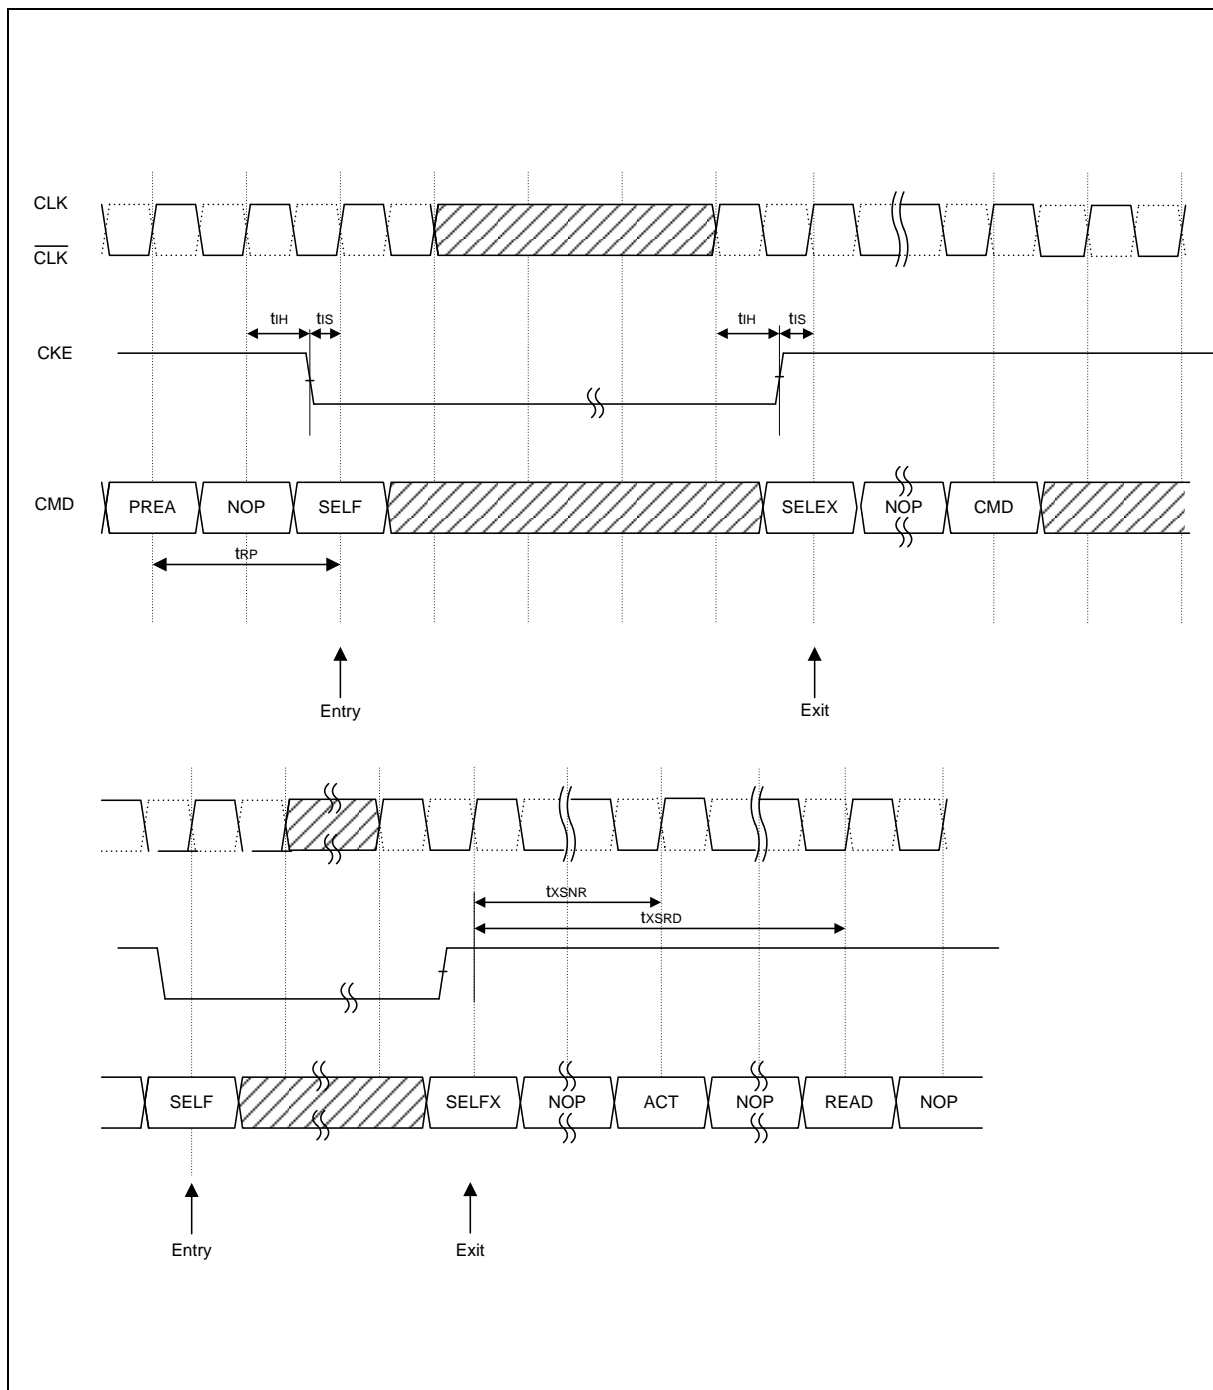 CLK
CLK
tIH tIS tIH tIS
CKE
CMD PREA NOP SELF SELEX NOP CMD
tRP
Entry Exit
tXSNR
tXSRD
SELF SELFX NOP ACT NOP READ NOP
Entry Exit